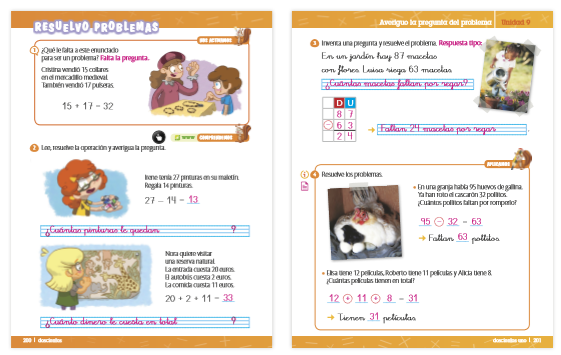 RESUELVO PROBLEMAS
1 ¿Qué le falta a este enunciado
para ser un problema? Falta la pregunta.
Cristina vendió 15 collares
en el mercadillo medieval.
También vendió 17 pulseras.
15 + 17 = 32
www
2 Lee, resuelve la operación y averigua la pregunta.
Irene tenía 27 pinturas en su maletín.
Regala 14 pinturas.
27 – 14 = 13
¿Cuántas pinturas le quedan ?
Nora quiere visitar
una reserva natural.
La entrada cuesta 20 euros.
El autobús cuesta 2 euros.
La comida cuesta 11 euros.
20 + 2 + 11 = 33
¿Cuánto dinero le cuesta en total ?
200 | doscientos
Averiguo la pregunta del problema | Unidad 9
3 Inventa una pregunta y resuelve el problema. Respuesta tipo:
En un jardín hay 87 macetas
con flores. Luisa riega 63 macetas.
¿Cuántas macetas faltan por regar?
D U
8 7
– 6 3
2 4
➔ Faltan 24 macetas por regar.
4 Resuelve los problemas.
• En una granja había 95 huevos de gallina.
Ya han roto el cascarón 32 pollitos.
¿Cuántos pollitos faltan por romperlo?
95 – 32 = 63
➔ Faltan 63 pollitos.
• Elisa tiene 12 películas, Roberto tiene 11 películas y Alicia tiene 8.
¿Cuántas películas tienen en total?
12 + 11 + 8 = 31
➔ Tienen 31 películas.
doscientos uno | 201